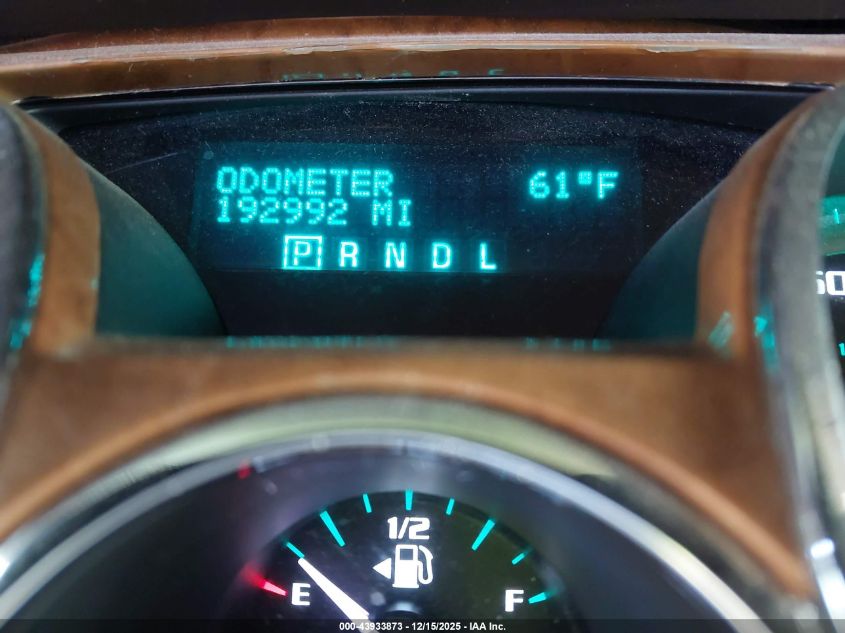 ODOMETER 61°F
192992 MI
P R N D L
1/2
E F
000-43933873 - 12/15/2025 - IAA Inc.